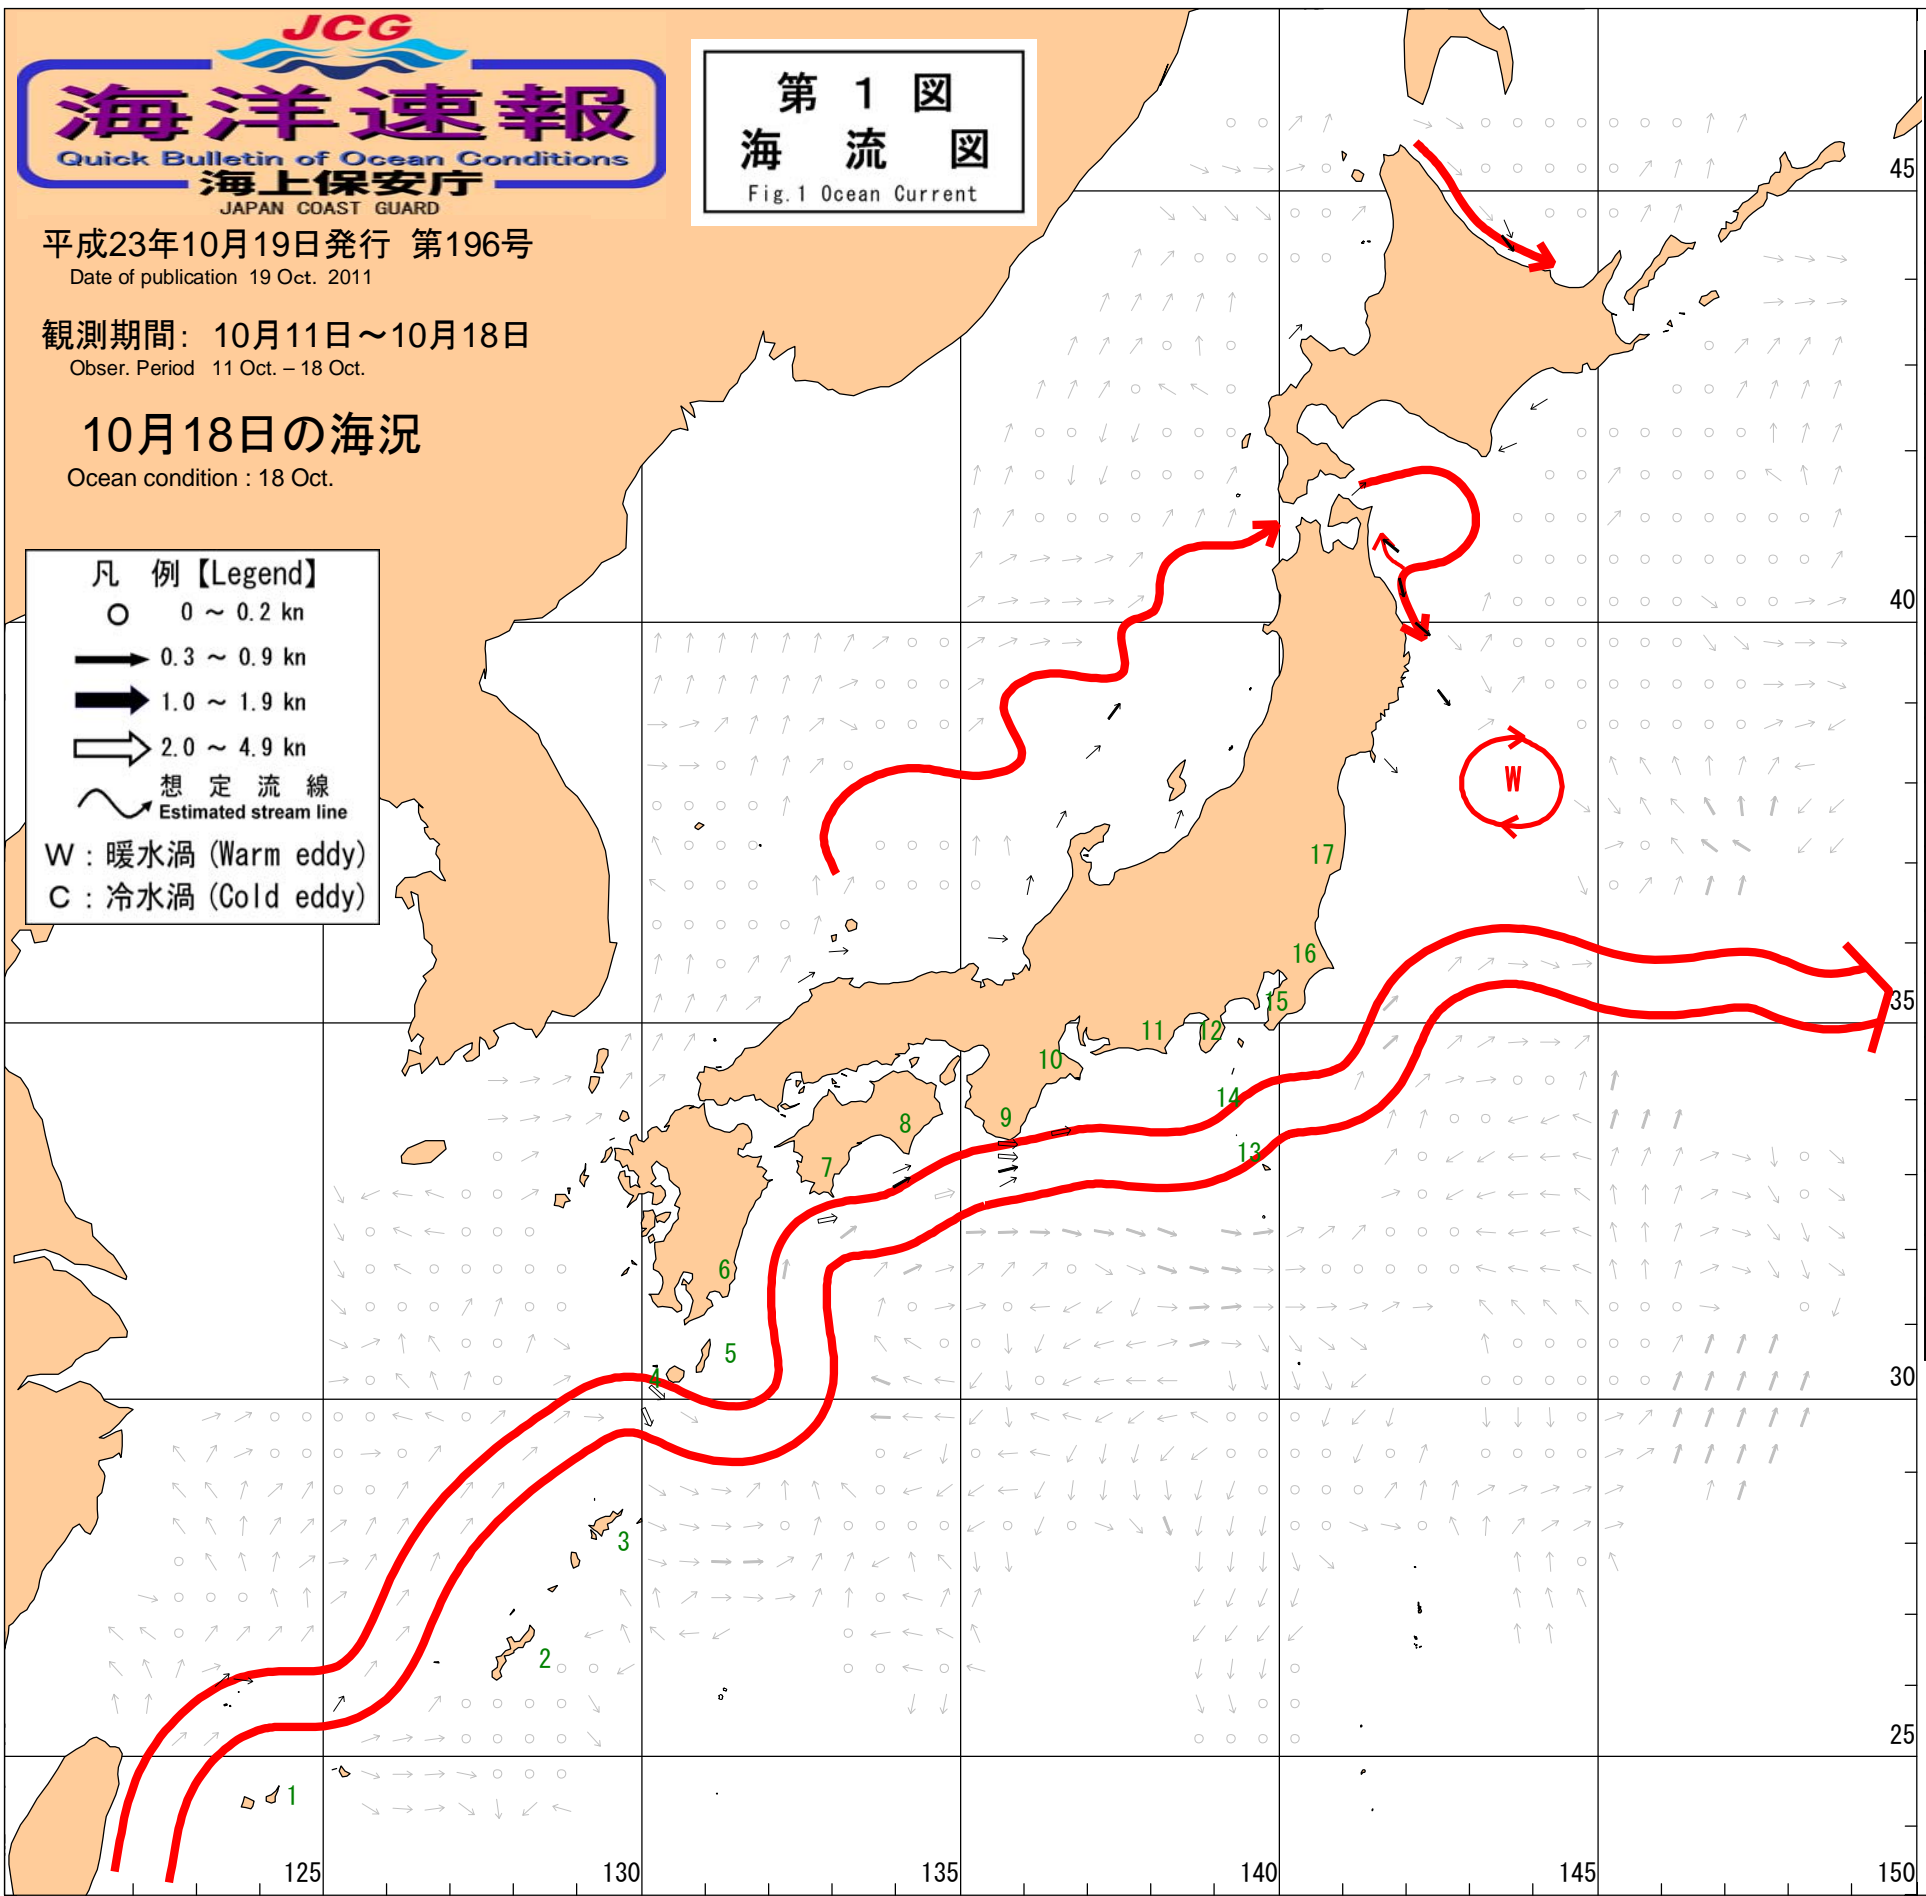 JCG
海洋速報
Quick Bulletin of Ocean Conditions
海上保安庁
JAPAN COAST GUARD
第 1 図
海 流 図
Fig.1 Ocean Current
平成23年10月19日発行 第196号
Date of publication 19 Oct. 2011
観測期間: 10月11日～10月18日
Obser. Period 11 Oct. – 18 Oct.
10月18日の海況
Ocean condition : 18 Oct.
凡 例【Legend】
0 ～ 0.2 kn
0.3 ～ 0.9 kn
1.0 ～ 1.9 kn
2.0 ～ 4.9 kn
想 定 流 線
Estimated stream line
W : 暖水渦 (Warm eddy)
C : 冷水渦 (Cold eddy)
45
40
W
17
16
35
15
12
11
10
14
9
8
13
7
6
5
4
30
3
2
25
1
125
130
135
140
145
150